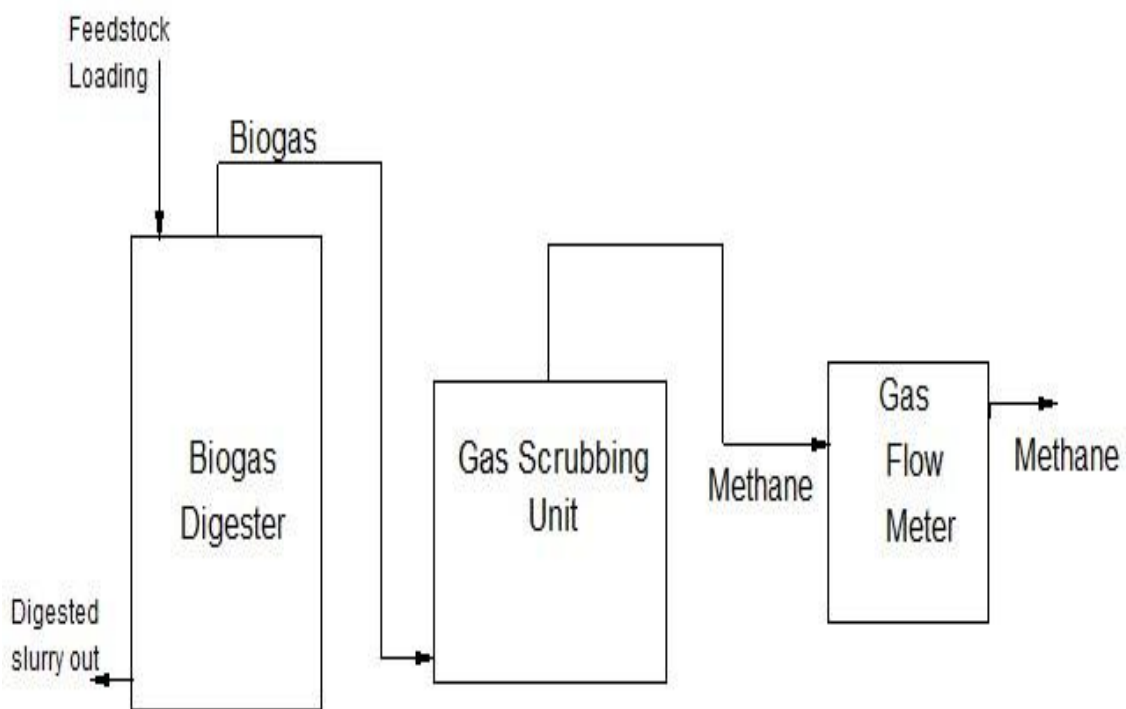 Feedstock
Loading
Biogas
Biogas
Digester
Digested
slurry out
Gas Scrubbing
Unit
Methane
Gas
Flow
Meter
Methane